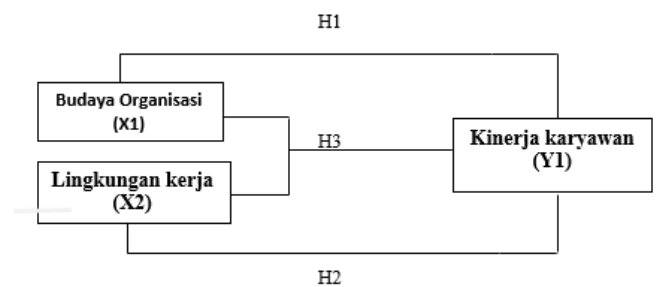 H1
Budaya Organisasi
(X1)
H3
Kinerja karyawan
(Y1)
Lingkungan kerja
(X2)
H2